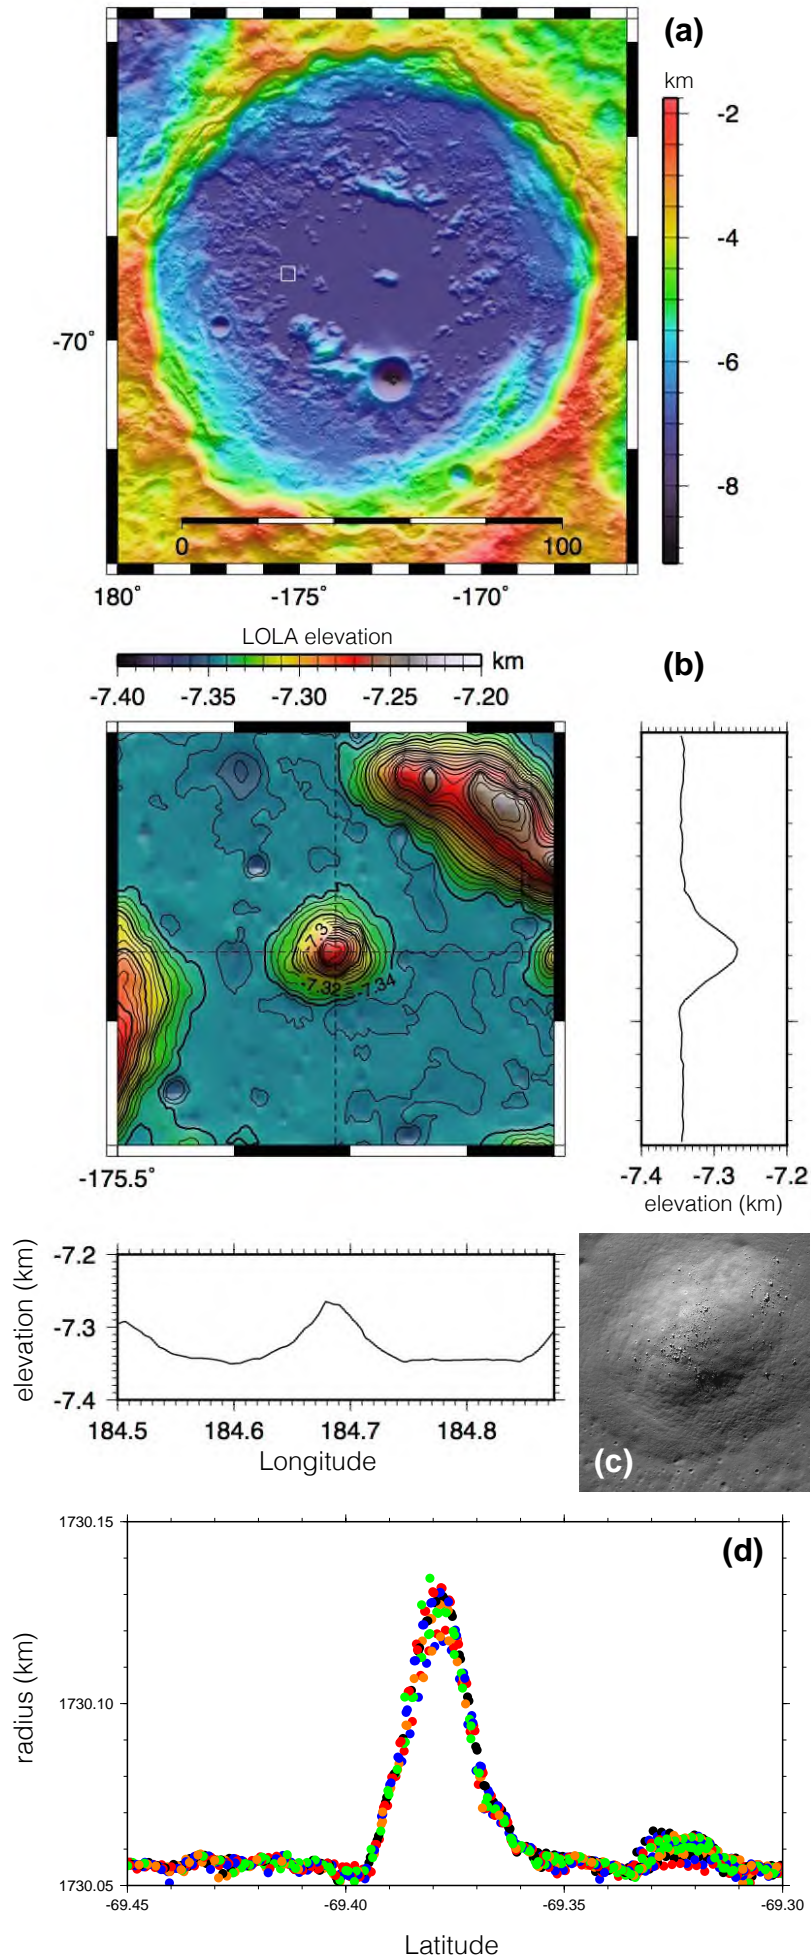 (a)
km
-2
-4
-6
-8
-70°
0 100
180° -175° -170°
LOLA elevation
km
(b)
-7.40 -7.35 -7.30 -7.25 -7.20
-7.3
-7.32 -7.34
-175.5°
-7.4 -7.3 -7.2
elevation (km)
-7.2
-7.3
-7.4
elevation (km)
184.5 184.6 184.7 184.8
Longitude
(c)
1730.15
(d)
1730.10
radius (km)
1730.05
-69.45 -69.40 -69.35 -69.30
Latitude